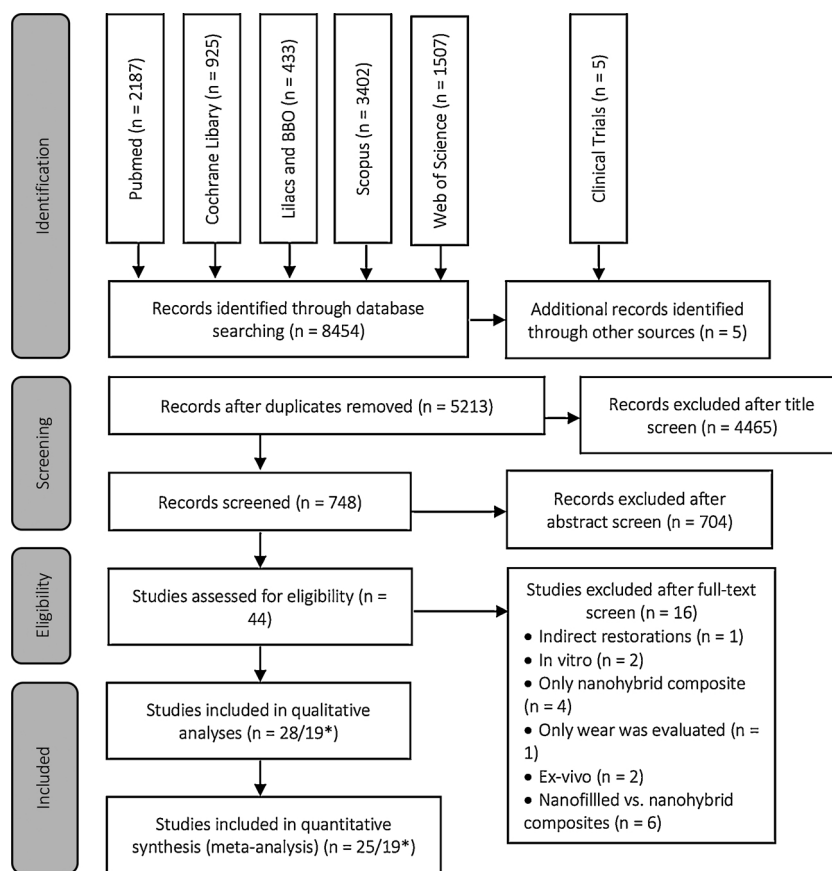 Identification
Pubmed (n = 2187)
Cochrane Libary (n = 925)
Lilacs and BBO (n = 433)
Scopus (n = 3402)
Web of Science (n = 1507)
Clinical Trials (n = 5)
Records identified through database
searching (n = 8454)
Additional records identified
through other sources (n = 5)
Screening
Records after duplicates removed (n = 5213)
Records excluded after title
screen (n = 4465)
Records screened (n = 748)
Records excluded after
abstract screen (n = 704)
Eligibility
Studies assessed for eligibility (n =
44)
Studies excluded after full-text
screen (n = 16)
• Indirect restorations (n = 1)
• In vitro (n = 2)
• Only nanohybrid composite
(n = 4)
• Only wear was evaluated (n =
1)
• Ex-vivo (n = 2)
• Nanofillled vs. nanohybrid
composites (n = 6)
Included
Studies included in qualitative
analyses (n = 28/19*)
Studies included in quantitative
synthesis (meta-analysis) (n = 25/19*)